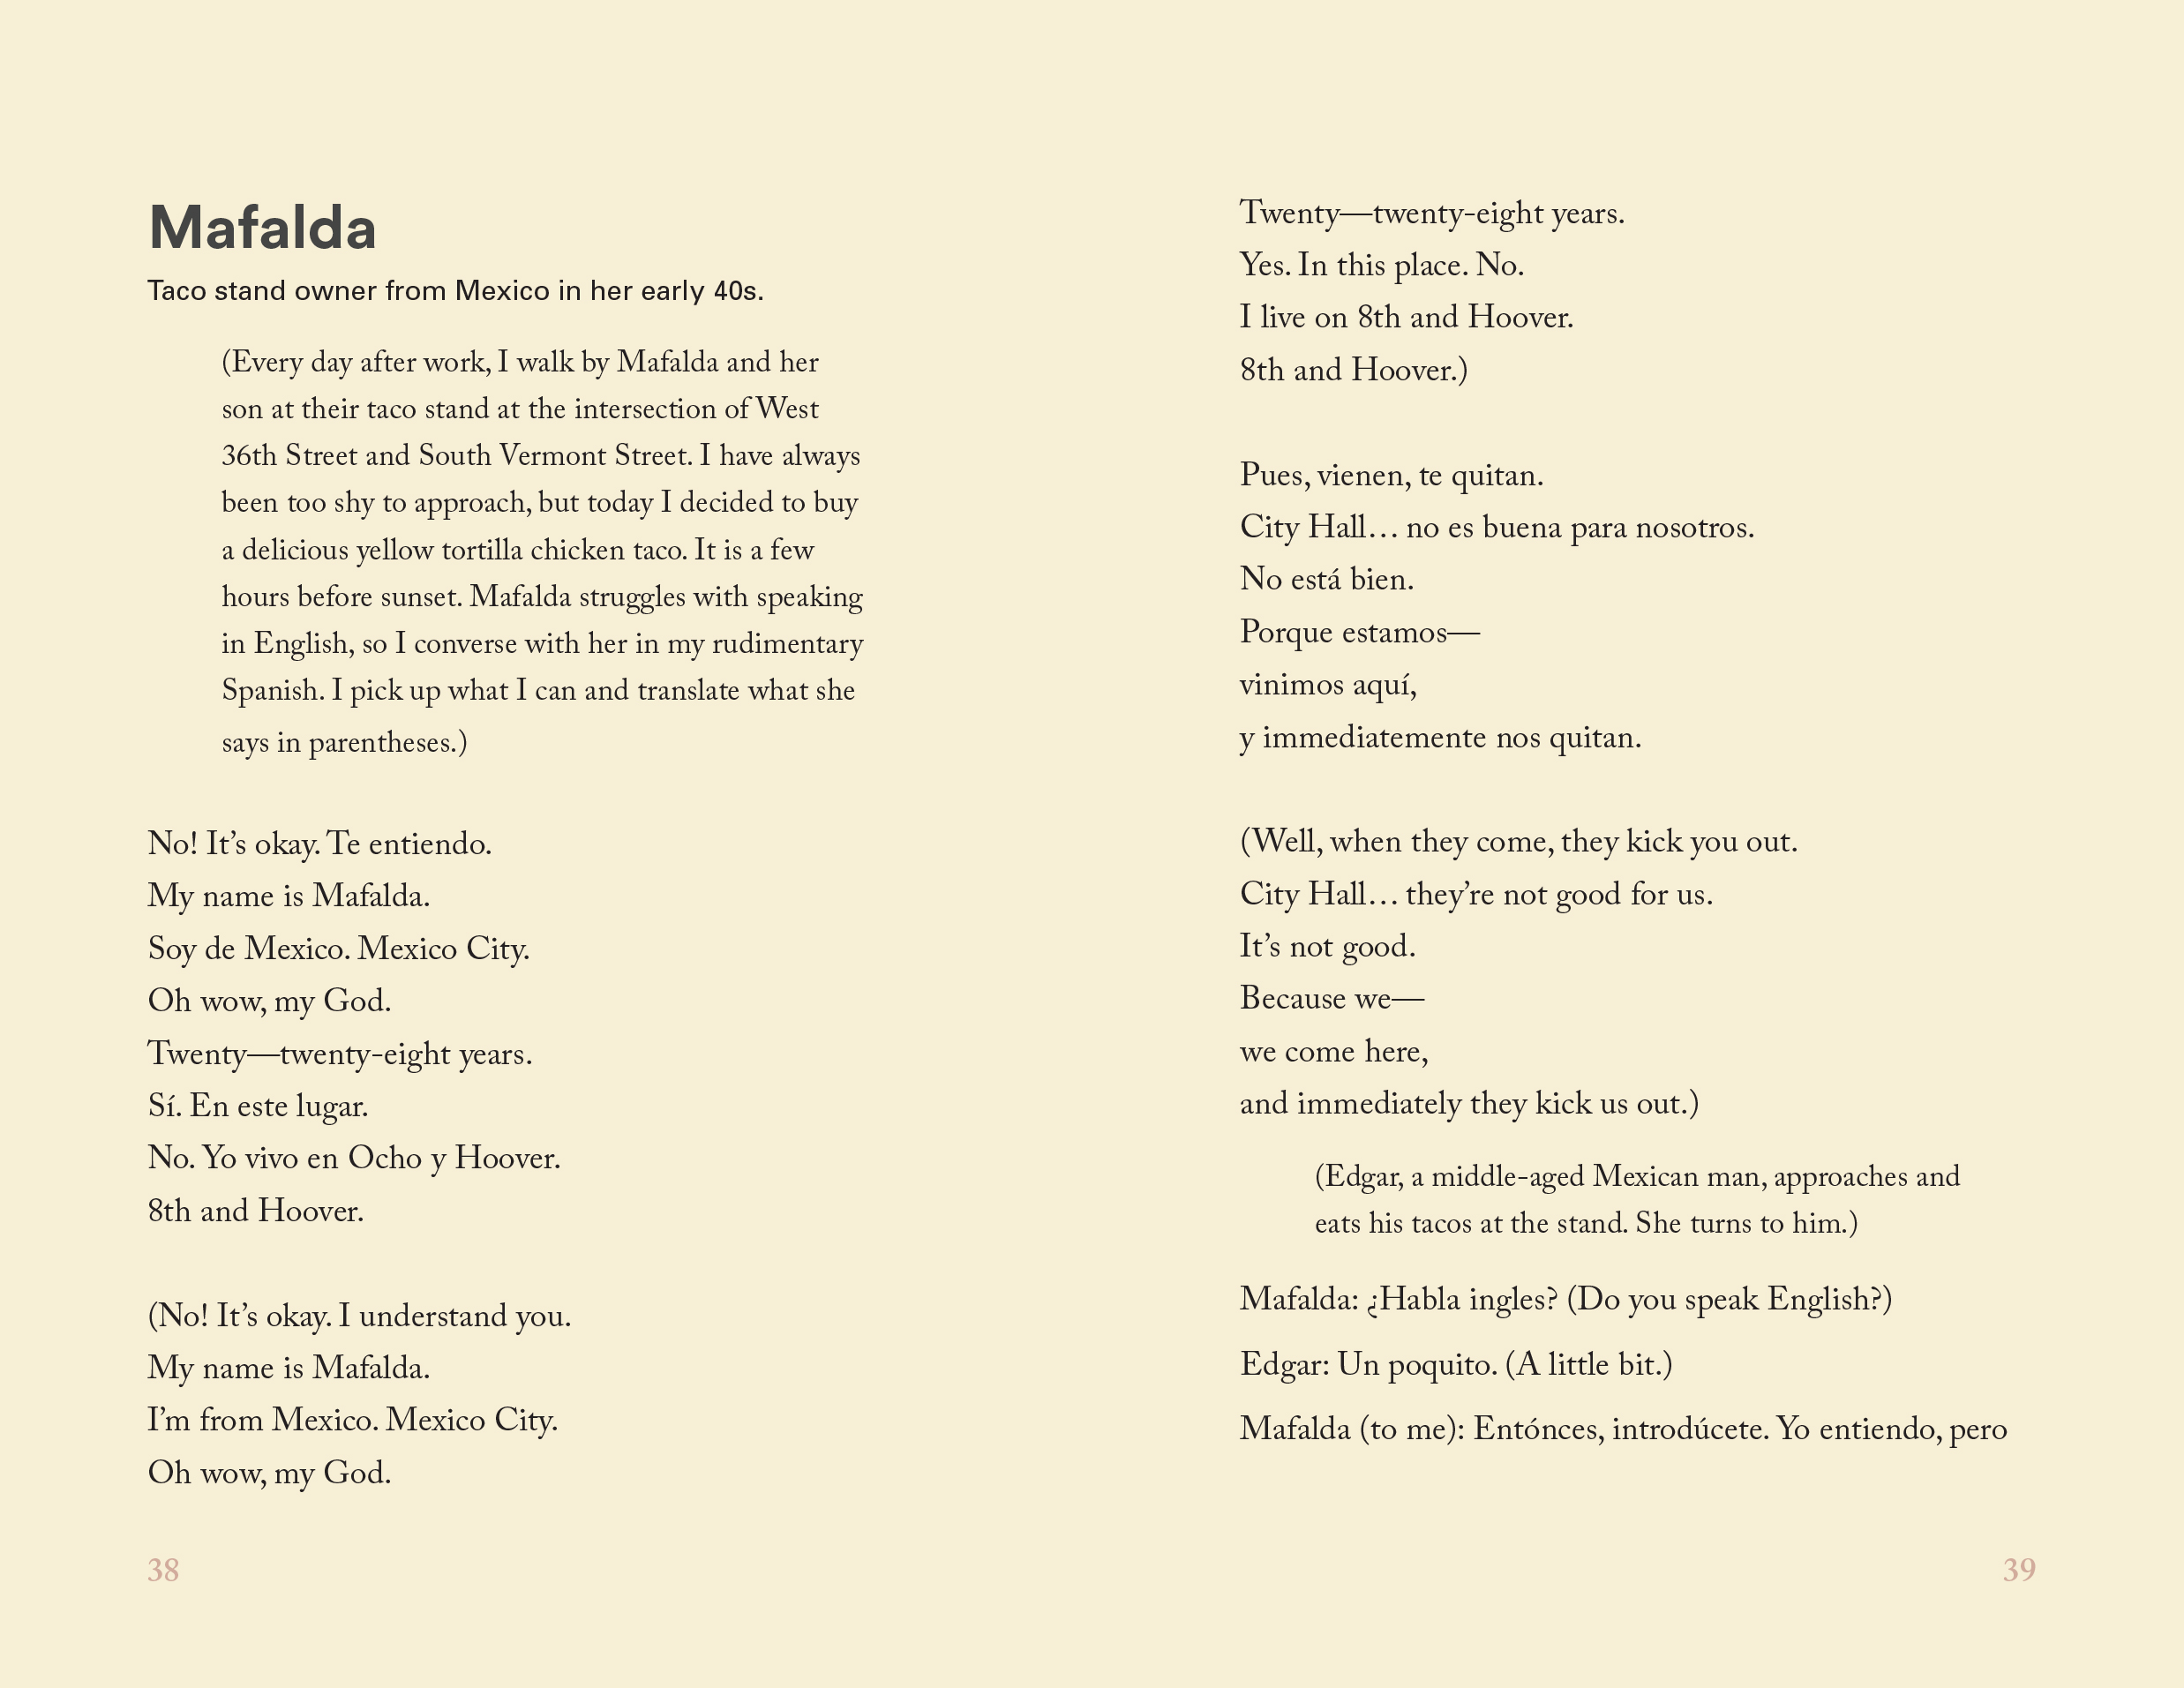 Mafalda
Taco stand owner from Mexico in her early 40s.
(Every day after work, I walk by Mafalda and her
son at their taco stand at the intersection of West
36th Street and South Vermont Street. I have always
been too shy to approach, but today I decided to buy
a delicious yellow tortilla chicken taco. It is a few
hours before sunset. Mafalda struggles with speaking
in English, so I converse with her in my rudimentary
Spanish. I pick up what I can and translate what she
says in parentheses.)
No! It’s okay. Te entiendo.
My name is Mafalda.
Soy de Mexico. Mexico City.
Oh wow, my God.
Twenty—twenty-eight years.
Sí. En este lugar.
No. Yo vivo en Ocho y Hoover.
8th and Hoover.
(No! It’s okay. I understand you.
My name is Mafalda.
I’m from Mexico. Mexico City.
Oh wow, my God.
38
Twenty—twenty-eight years.
Yes. In this place. No.
I live on 8th and Hoover.
8th and Hoover.)
Pues, vienen, te quitan.
City Hall… no es buena para nosotros.
No está bien.
Porque estamos—
vinimos aquí,
y immediatemente nos quitan.
(Well, when they come, they kick you out.
City Hall… they’re not good for us.
It’s not good.
Because we—
we come here,
and immediately they kick us out.)
(Edgar, a middle-aged Mexican man, approaches and
eats his tacos at the stand. She turns to him.)
Mafalda: ¿Habla ingles? (Do you speak English?)
Edgar: Un poquito. (A little bit.)
Mafalda (to me): Entónces, introdúcete. Yo entiendo, pero
39